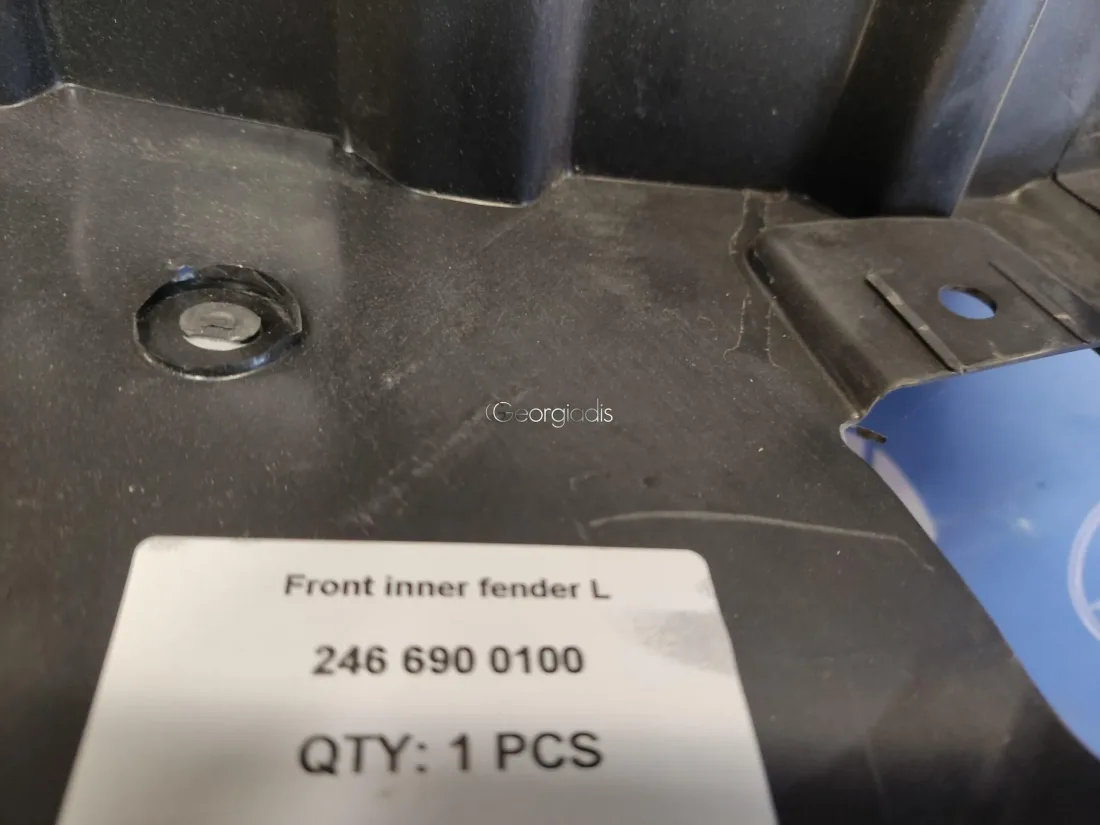 Georgiadis
Front inner fender L
246 690 0100
QTY: 1 PCS